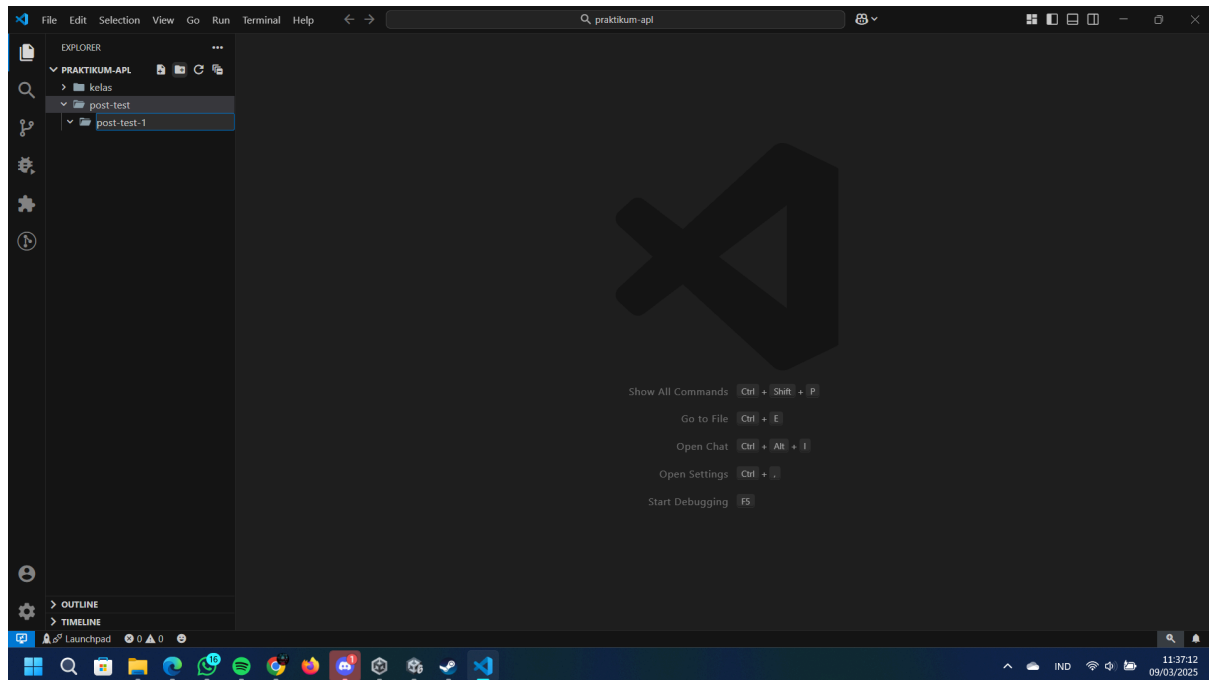 File Edit Selection View Go Run Terminal Help praktikum-apl
EXPLORER
PRAKTIKUM-APL
kelas
post-test
post-test-1
Show All Commands Ctrl + Shift + P
Go to File Ctrl + E
Open Chat Ctrl + Alt + I
Open Settings Ctrl + ,
Start Debugging F5
OUTLINE
TIMELINE
Launchpad 0 0
16
1
IND
11:37:12
09/03/2025